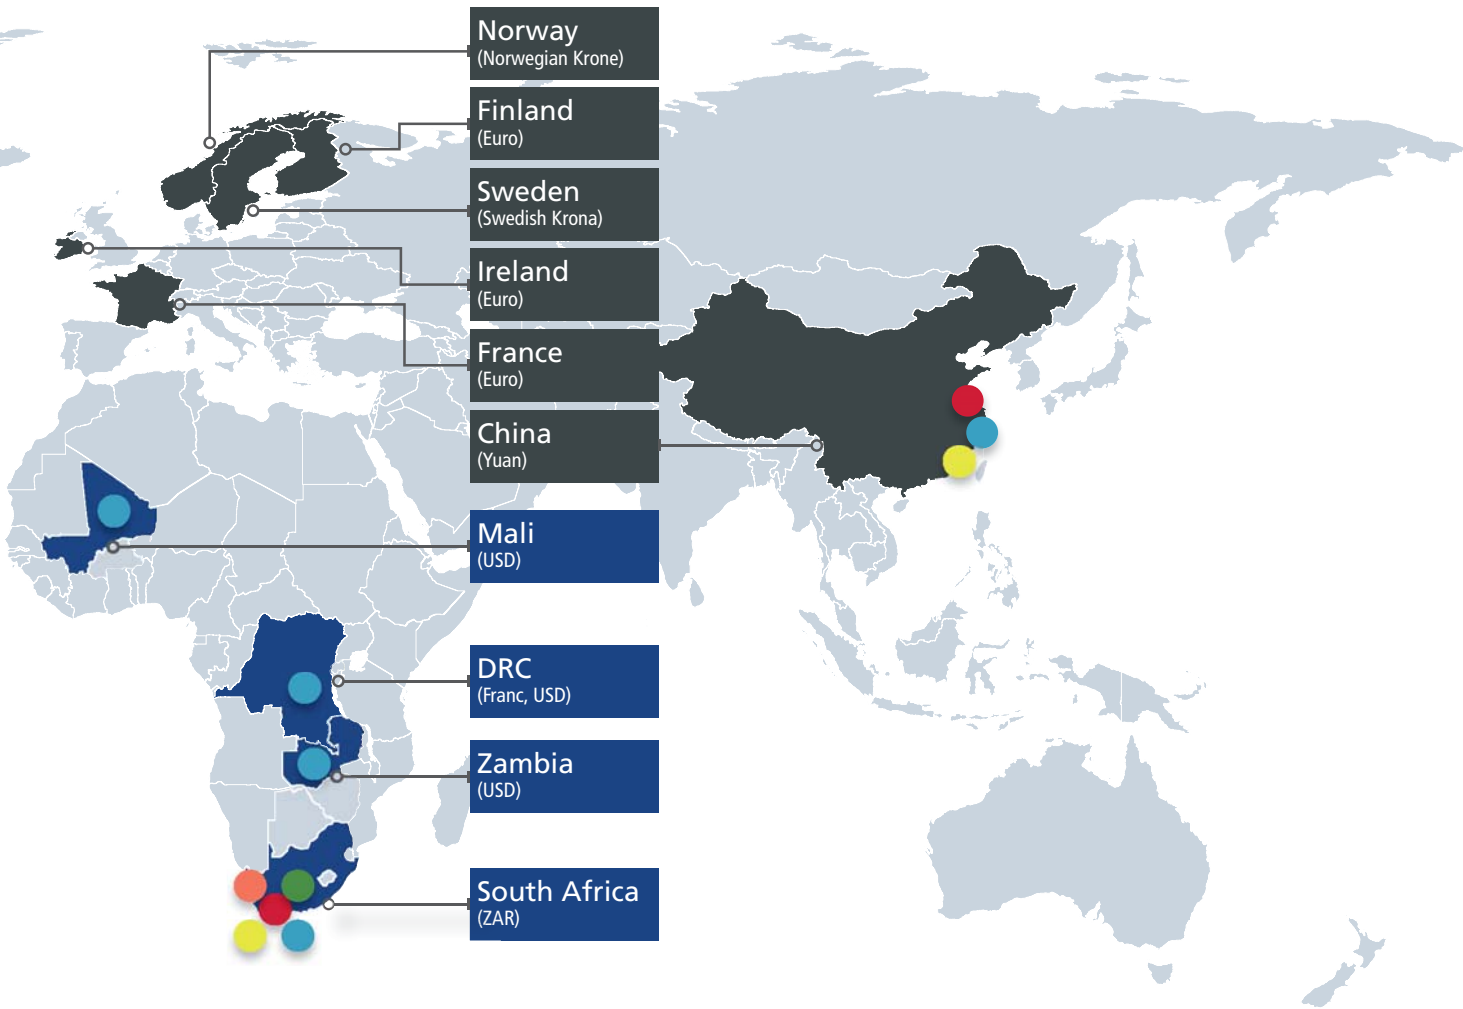 Norway
(Norwegian Krone)
Finland
(Euro)
Sweden
(Swedish Krona)
Ireland
(Euro)
France
(Euro)
China
(Yuan)
Mali
(USD)
DRC
(Franc, USD)
Zambia
(USD)
South Africa
(ZAR)